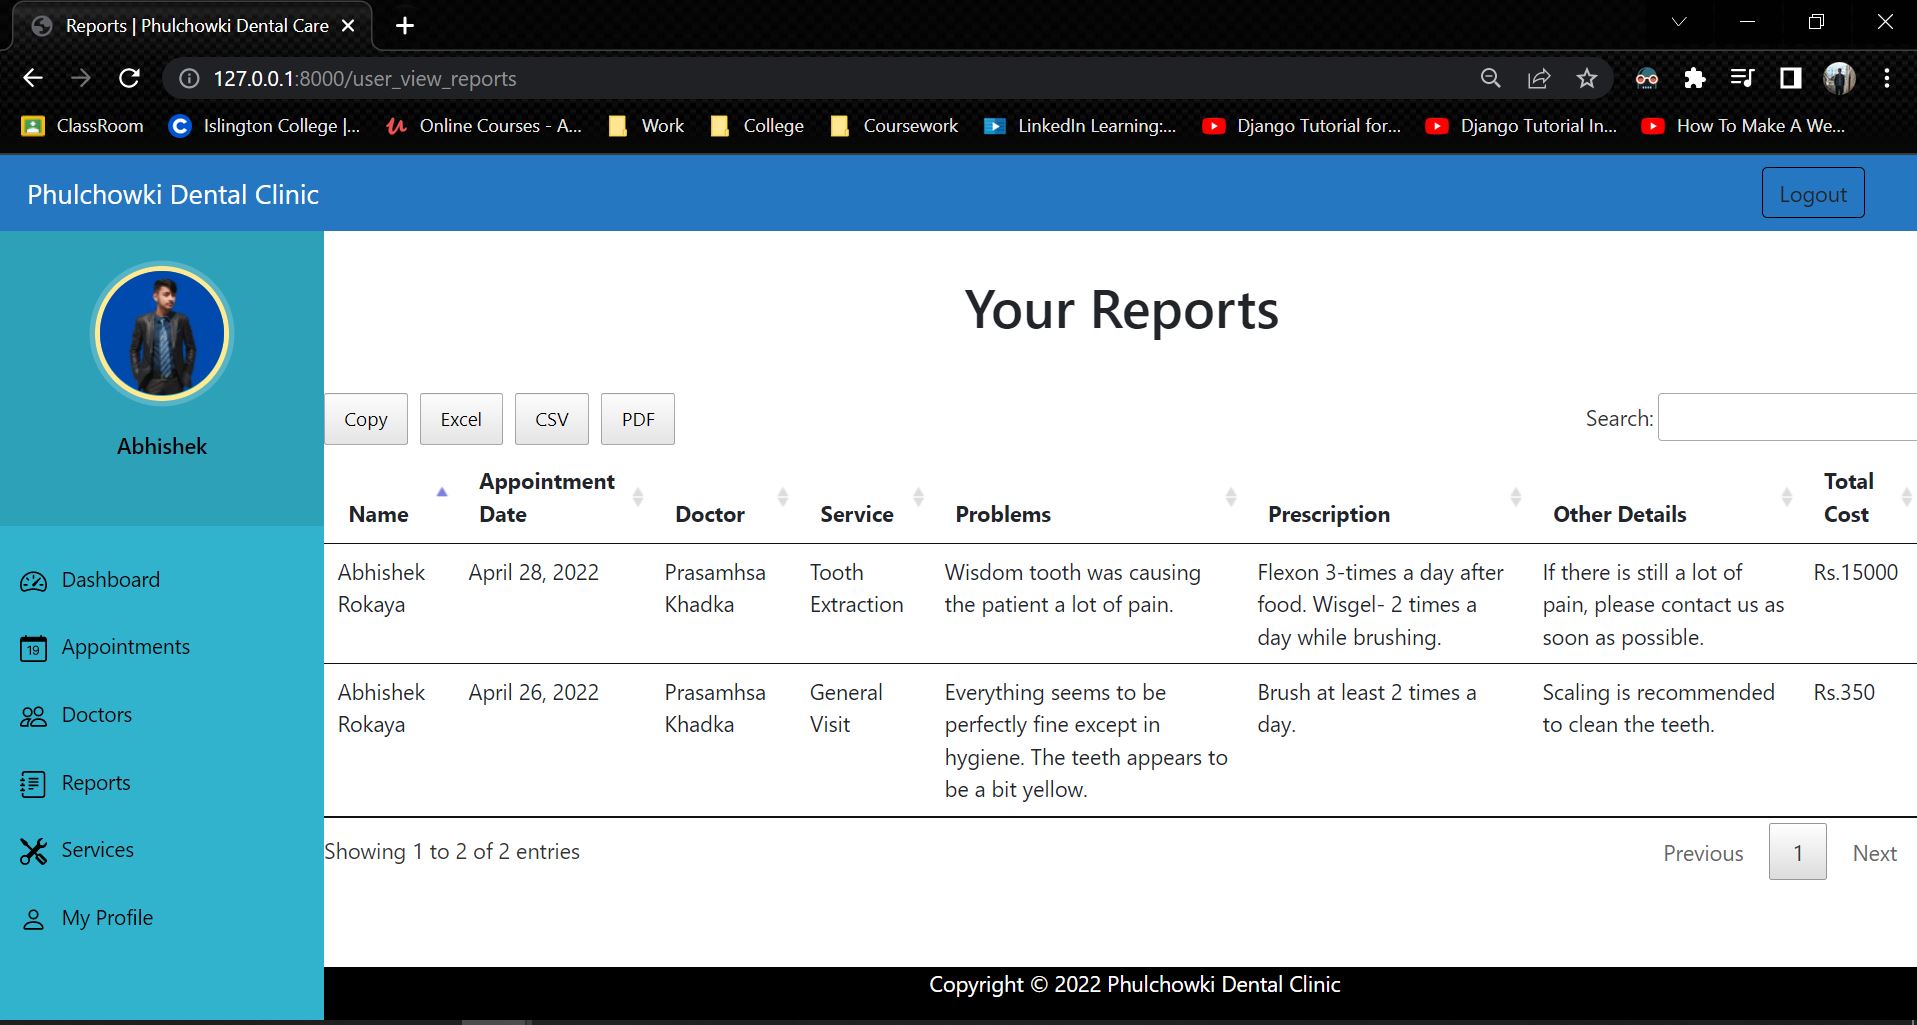 Reports | Phulchowki Dental Care
127.0.0.1:8000/user_view_reports
ClassRoom Islington College |... Online Courses - A... Work College Coursework LinkedIn Learning:... Django Tutorial for... Django Tutorial In... How To Make A We...
Phulchowki Dental Clinic
Logout
Abhishek
Dashboard
19
Appointments
Doctors
Reports
Services
My Profile
Your Reports
Copy Excel CSV PDF
Search:
Name Appointment Date Doctor Service Problems Prescription Other Details Total Cost
Abhishek April 28, 2022 Prasamhsa Tooth Wisdom tooth was causing Flexon 3-times a day after If there is still a lot of Rs.15000
Rokaya Khadka Extraction the patient a lot of pain. food. Wisgel- 2 times a pain, please contact us as
day while brushing. soon as possible.
Abhishek April 26, 2022 Prasamhsa General Everything seems to be Brush at least 2 times a Scaling is recommended Rs.350
Rokaya Khadka Visit perfectly fine except in day. to clean the teeth.
hygiene. The teeth appears to
be a bit yellow.
Showing 1 to 2 of 2 entries
Previous 1 Next
Copyright © 2022 Phulchowki Dental Clinic